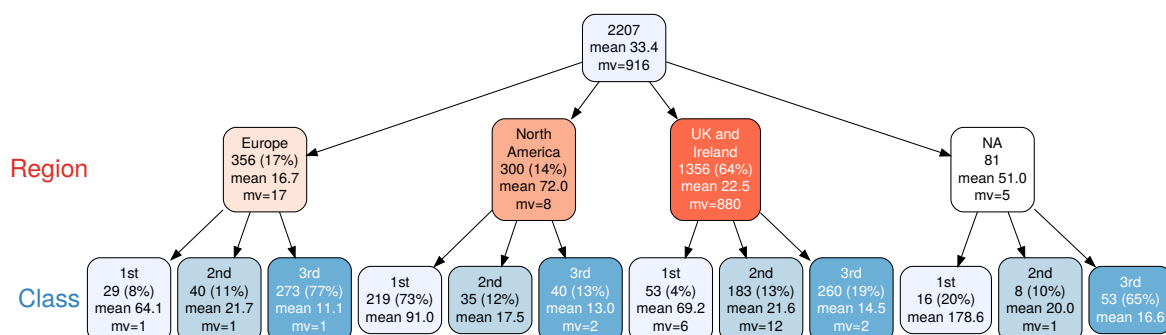 2207
mean 33.4
mv=916
Region
Europe
356 (17%)
mean 16.7
mv=17
North
America
300 (14%)
mean 72.0
mv=8
UK and
Ireland
1356 (64%)
mean 22.5
mv=880
NA
81
mean 51.0
mv=5
Class
1st
29 (8%)
mean 64.1
mv=1
2nd
40 (11%)
mean 21.7
mv=1
3rd
273 (77%)
mean 11.1
mv=1
1st
219 (73%)
mean 91.0
2nd
35 (12%)
mean 17.5
3rd
40 (13%)
mean 13.0
mv=2
1st
53 (4%)
mean 69.2
mv=6
2nd
183 (13%)
mean 21.6
mv=12
3rd
260 (19%)
mean 14.5
mv=2
1st
16 (20%)
mean 178.6
2nd
8 (10%)
mean 20.0
mv=1
3rd
53 (65%)
mean 16.6